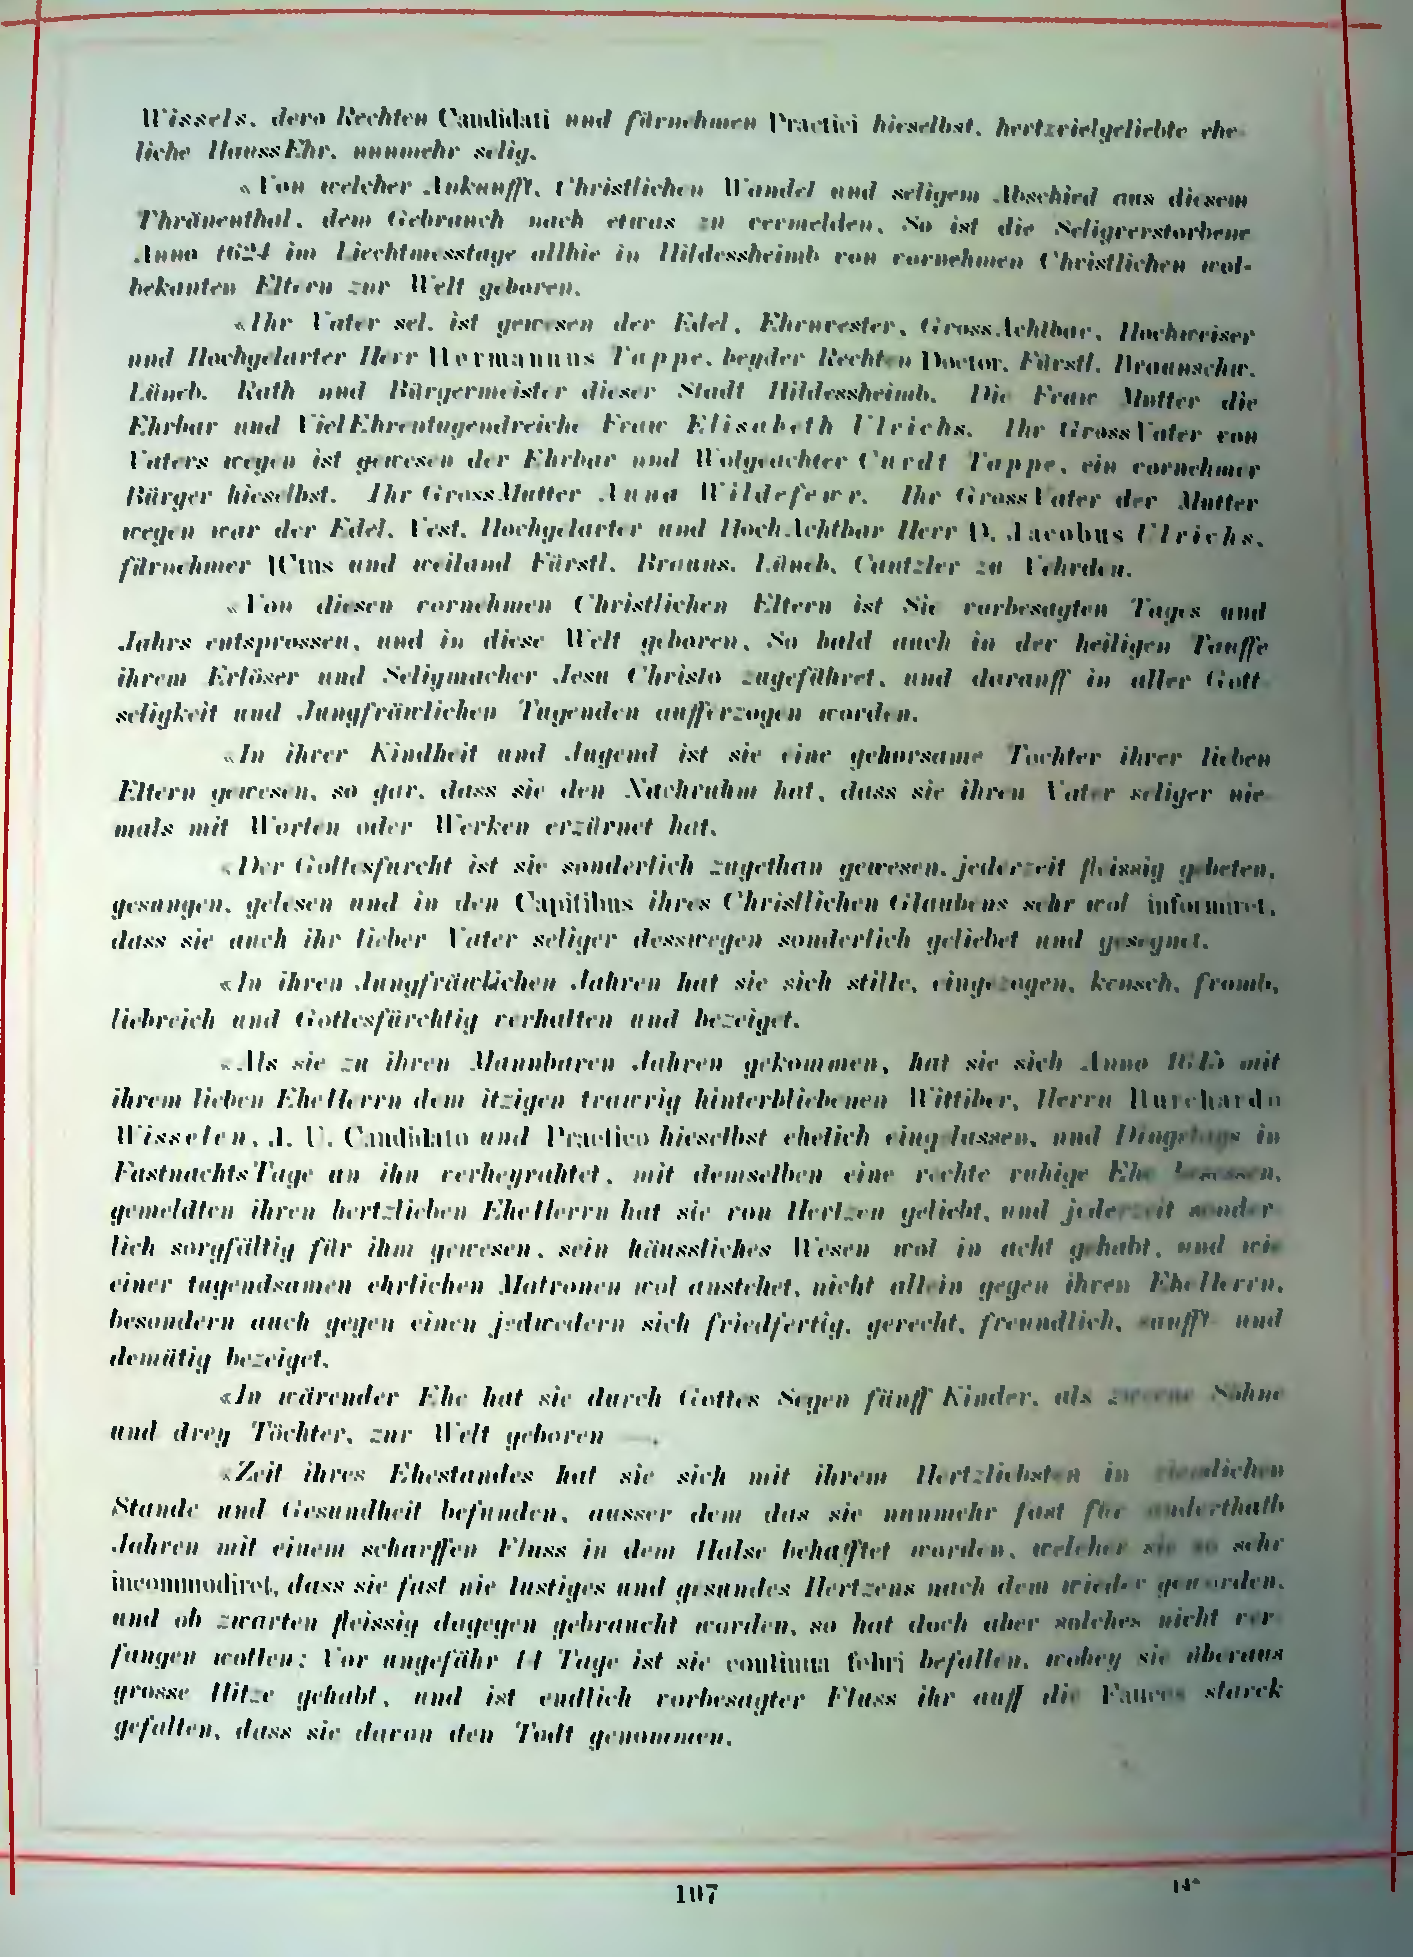 Wissels, dero Rechten Candidati und fürnehmen Practici hieselbst, hertzvielgeliebte ehe-
liche HaussEhr, nunmehr selig.
«Von welcher Ankunfft, Christlichen Wandel und seligem Abschied aus diesem
Thränenthal, dem Gebrauch nach etwas zu vermelden, So ist die Seligverstorbene
Anno 1624 im Liechtmesstage allhie in Hildessheimb von vornehmen Christlichen wol-
bekanten Eltern zur Welt geboren.
«Ihr Vater sel. ist gewesen der Edel, Ehrnvester, GrossAchtbar, Hochweiser
und Hochgelarter Herr Hermannus Tappe, beyder Rechten Doctor, Fürstl. Braunschw.
Lüneb. Rath und Bürgermeister dieser Stadt Hildessheimb. Die Fraw Mutter die
Ehrbar und VielEhrentugendreiche Fraw Elisabeth Ulrichs. Ihr GrossVater von
Vaters wegen ist gewesen der Ehrbar und Wolgeachter Curdt Tappe, ein vornehmer
Bürger hieselbst. Ihr GrossMutter Anna Wildefewr. Ihr GrossVater der Mutter
wegen war der Edel, Vest, Hochgelarter und HochAchtbar Herr D. Jacobus Ulrichs,
fürnehmer ICtus und weiland Fürstl. Brauns. Lüneb. Cantzler zu Vehrden.
«Von diesen vornehmen Christlichen Eltern ist Sie vorbesagten Tages und
Jahrs entsprossen, und in diese Welt geboren, So bald auch in der heiligen Tauffe
ihrem Erlöser und Seligmacher Jesu Christo zugeführet, und darauff in aller Gott-
seligkeit und Jungfräwlichen Tugenden aufferzogen worden.
«In ihrer Kindheit und Jugend ist sie eine gehorsame Tochter ihrer lieben
Eltern gewesen, so gar, dass sie den Nachruhm hat, dass sie ihren Vater seliger nie-
mals mit Worten oder Werken erzürnet hat.
«Der Gottesfurcht ist sie sonderlich zugethan gewesen, jederzeit fleissig gebeten,
gesungen, gelesen und in den Capitibus ihres Christlichen Glaubens sehr wol informiret,
dass sie auch ihr lieber Vater seliger desswegen sonderlich geliebet und gesegnet.
«In ihren Jungfräwlichen Jahren hat sie sich stille, eingezogen, keusch, fromb,
liebreich und Gottesfürchtig verhalten und bezeiget.
«Als sie zu ihren Mannbaren Jahren gekommen, hat sie sich Anno mit
ihrem lieben EheHerrn dem itzigen trawrig hinterbliebenen Wittiber, Herrn Burchardo
Wisselen, J. U. Candidato und Practico hieselbst ehelich eingelassen, und Dingstags in
FastnachtsTage an ihn verheyrahtet, mit demselben eine rechte ruhige Ehe besessen,
gemeldten ihren hertzlieben EheHerrn hat sie von Hertzen geliebt, und jederzeit sonder-
lich sorgfältig für ihm gewesen, sein häussliches Wesen wol in acht gehabt, und wie
einer tugendsamen ehrlichen Matronen wol anstehet, nicht allein gegen ihren EheHerrn,
besondern auch gegen einen jedwedern sich friedfertig, gerecht, freundlich, sanfft- und
demütig bezeiget.
«In wärender Ehe hat sie durch Gottes Segen fünff Kinder, als zweene Söhne
und drey Töchter, zur Welt geboren — .
«Zeit ihres Ehestandes hat sie sich mit ihrem Hertzliebsten in ziemlichen
Stande und Gesundheit befunden, ausser dem das sie nunmehr fast für anderthalb
Jahren mit einem scharffen Fluss in dem Halse behafftet worden, welcher sie so sehr
incommodiret, dass sie fast nie lustiges und gesundes Hertzens nach dem wieder geworden,
und ob zwarten fleissig dagegen gebraucht worden, so hat doch aber solches nicht ver-
fangen wollen; Vor ungefähr 14 Tage ist sie continua febri befallen, wobey sie überaus
grosse Hitze gehabt, und ist endlich vorbesagter Fluss ihr auff die Fauces starck
gefallen, dass sie daran den Todt genommen.
107
14*